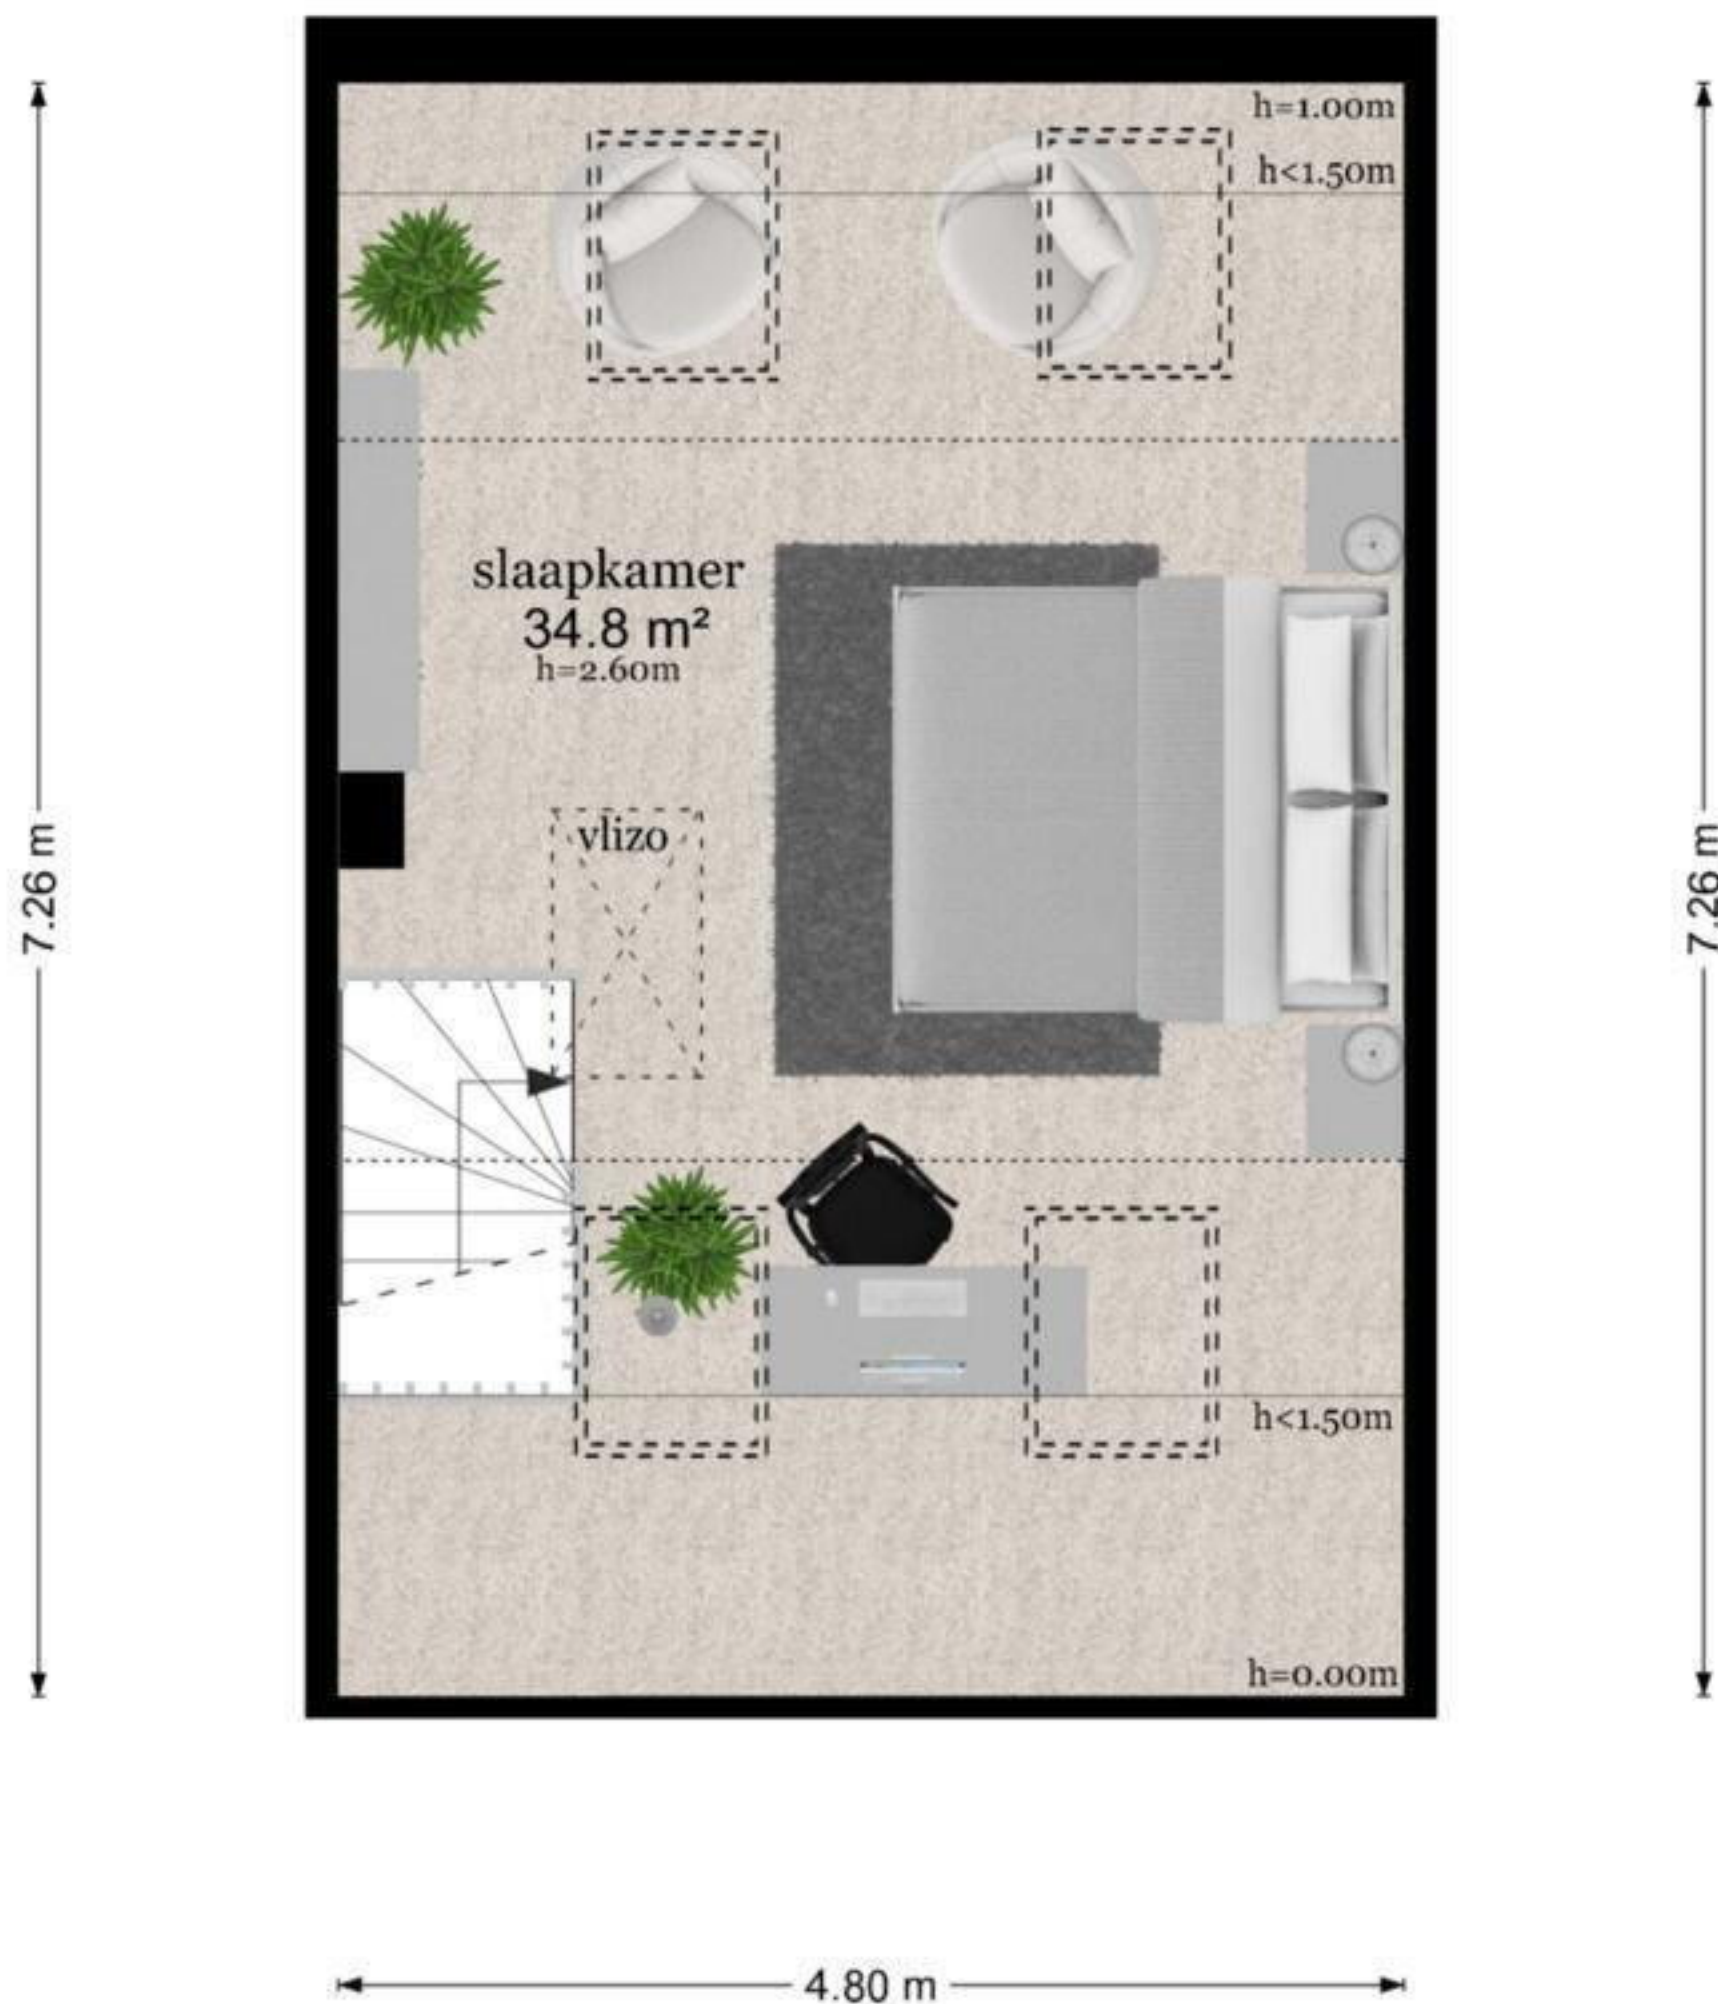 h=1.00m
h<1.50m
slaapkamer
34.8 m²
h=2.60m
vlizo
7.26 m
7.26 m
h<1.50m
h=0.00m
4.80 m